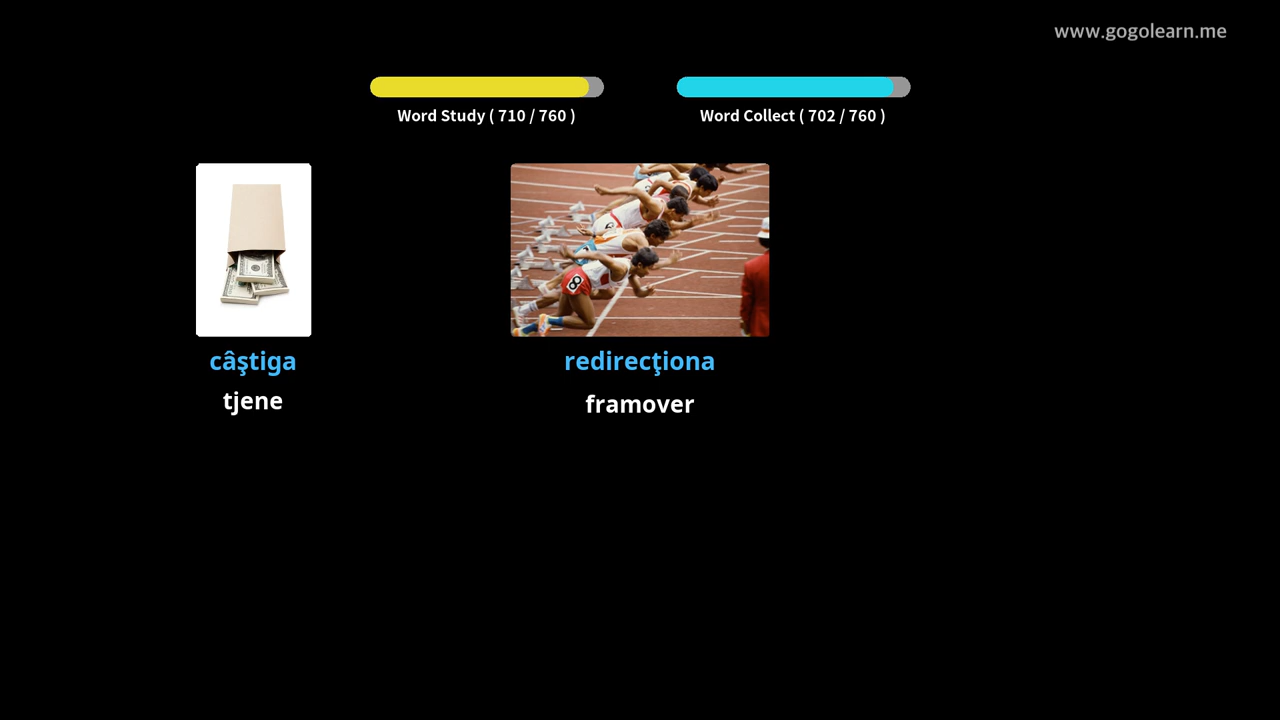 www.gogolearn.me
Word Study ( 710 / 760 )
Word Collect ( 702 / 760 )
câştiga
tjene
redirecţiona
framover